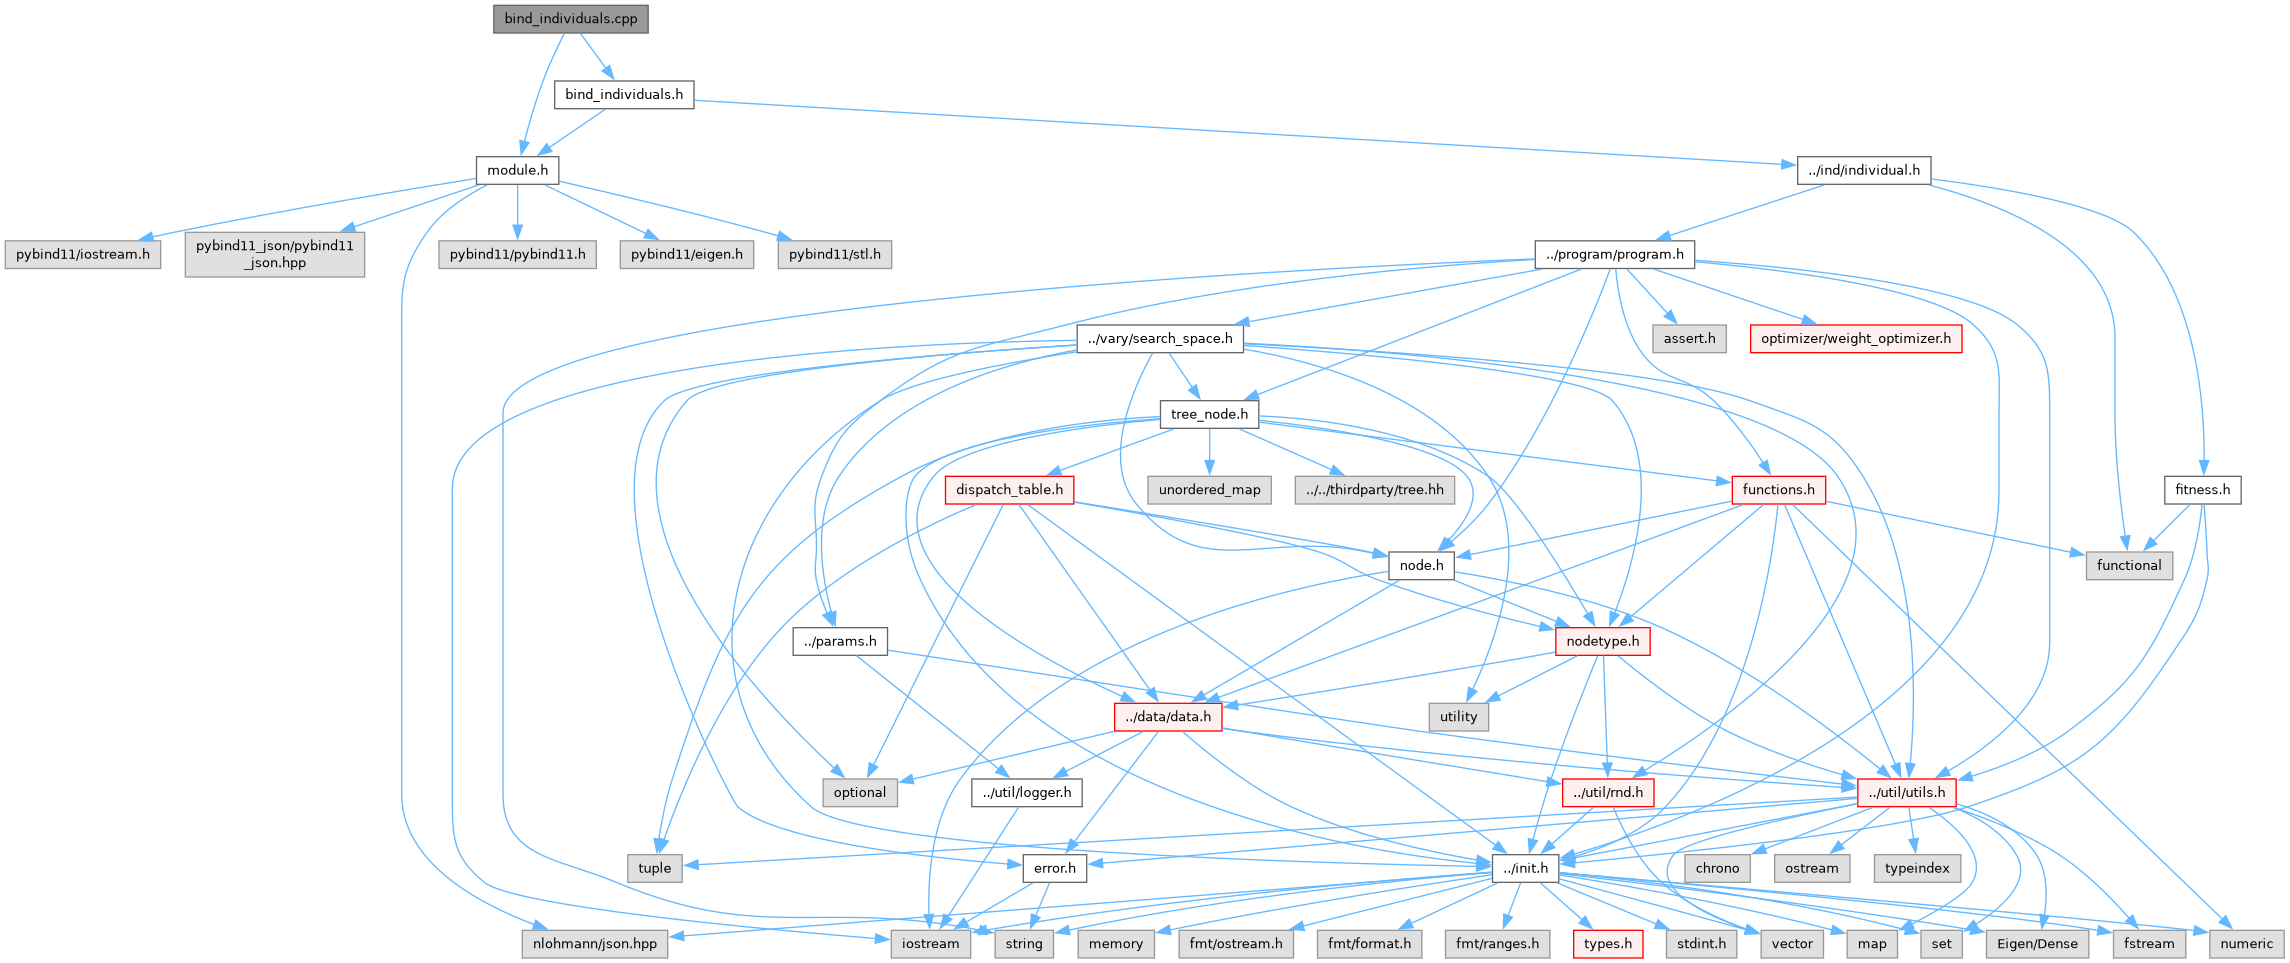 bind_individuals.cpp
bind_individuals.h
module.h
../ind/individual.h
pybind11/iostream.h
pybind11_json/pybind11
_json.hpp
pybind11/pybind11.h
pybind11/eigen.h
pybind11/stl.h
../program/program.h
../vary/search_space.h
assert.h
optimizer/weight_optimizer.h
tree_node.h
dispatch_table.h
unordered_map
../../thirdparty/tree.hh
functions.h
fitness.h
node.h
functional
../params.h
nodetype.h
../data/data.h
utility
optional
../util/logger.h
../util/rnd.h
../util/utils.h
tuple
error.h
../init.h
chrono
ostream
typeindex
nlohmann/json.hpp
iostream
string
memory
fmt/ostream.h
fmt/format.h
fmt/ranges.h
types.h
stdint.h
vector
map
set
Eigen/Dense
fstream
numeric